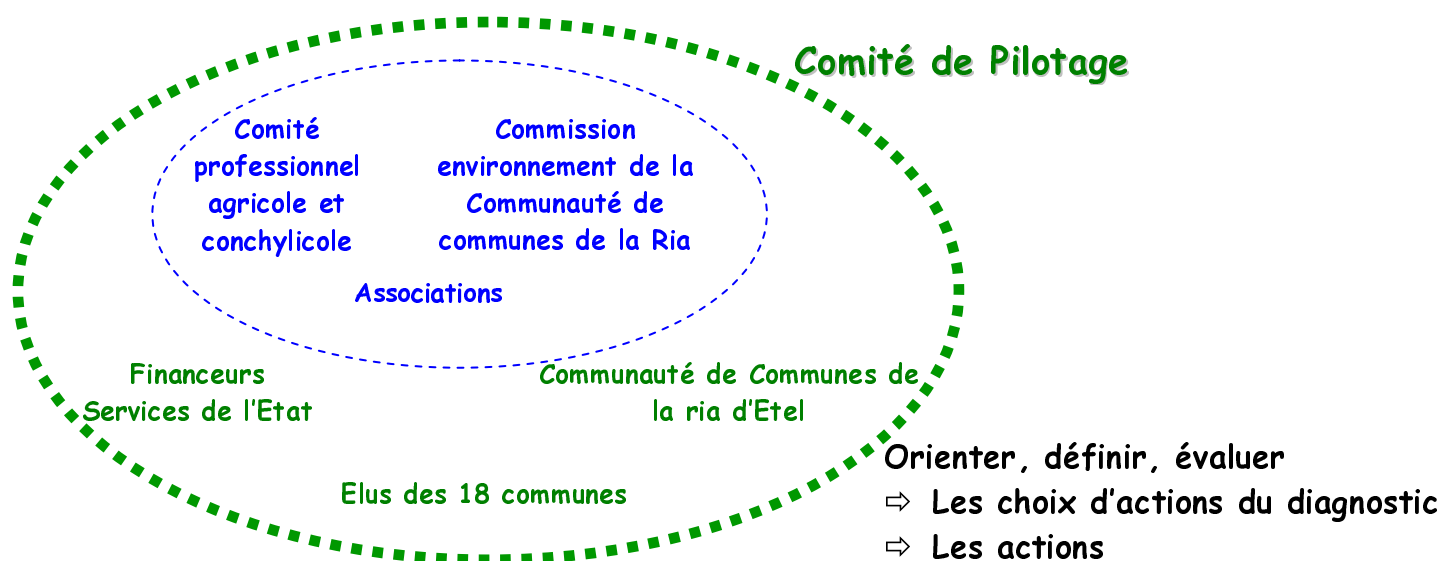 Comité de Pilotage
Comité
professionnel
agricole et
conchylicole
Commission
environnement de la
Communauté de
communes de la Ria
Associations
Financeurs
Services de l'Etat
Communauté de Communes de
la ria d'Etel
Elus des 18 communes
Orienter, définir, évaluer
⇨ Les choix d'actions du diagnostic
⇨ Les actions